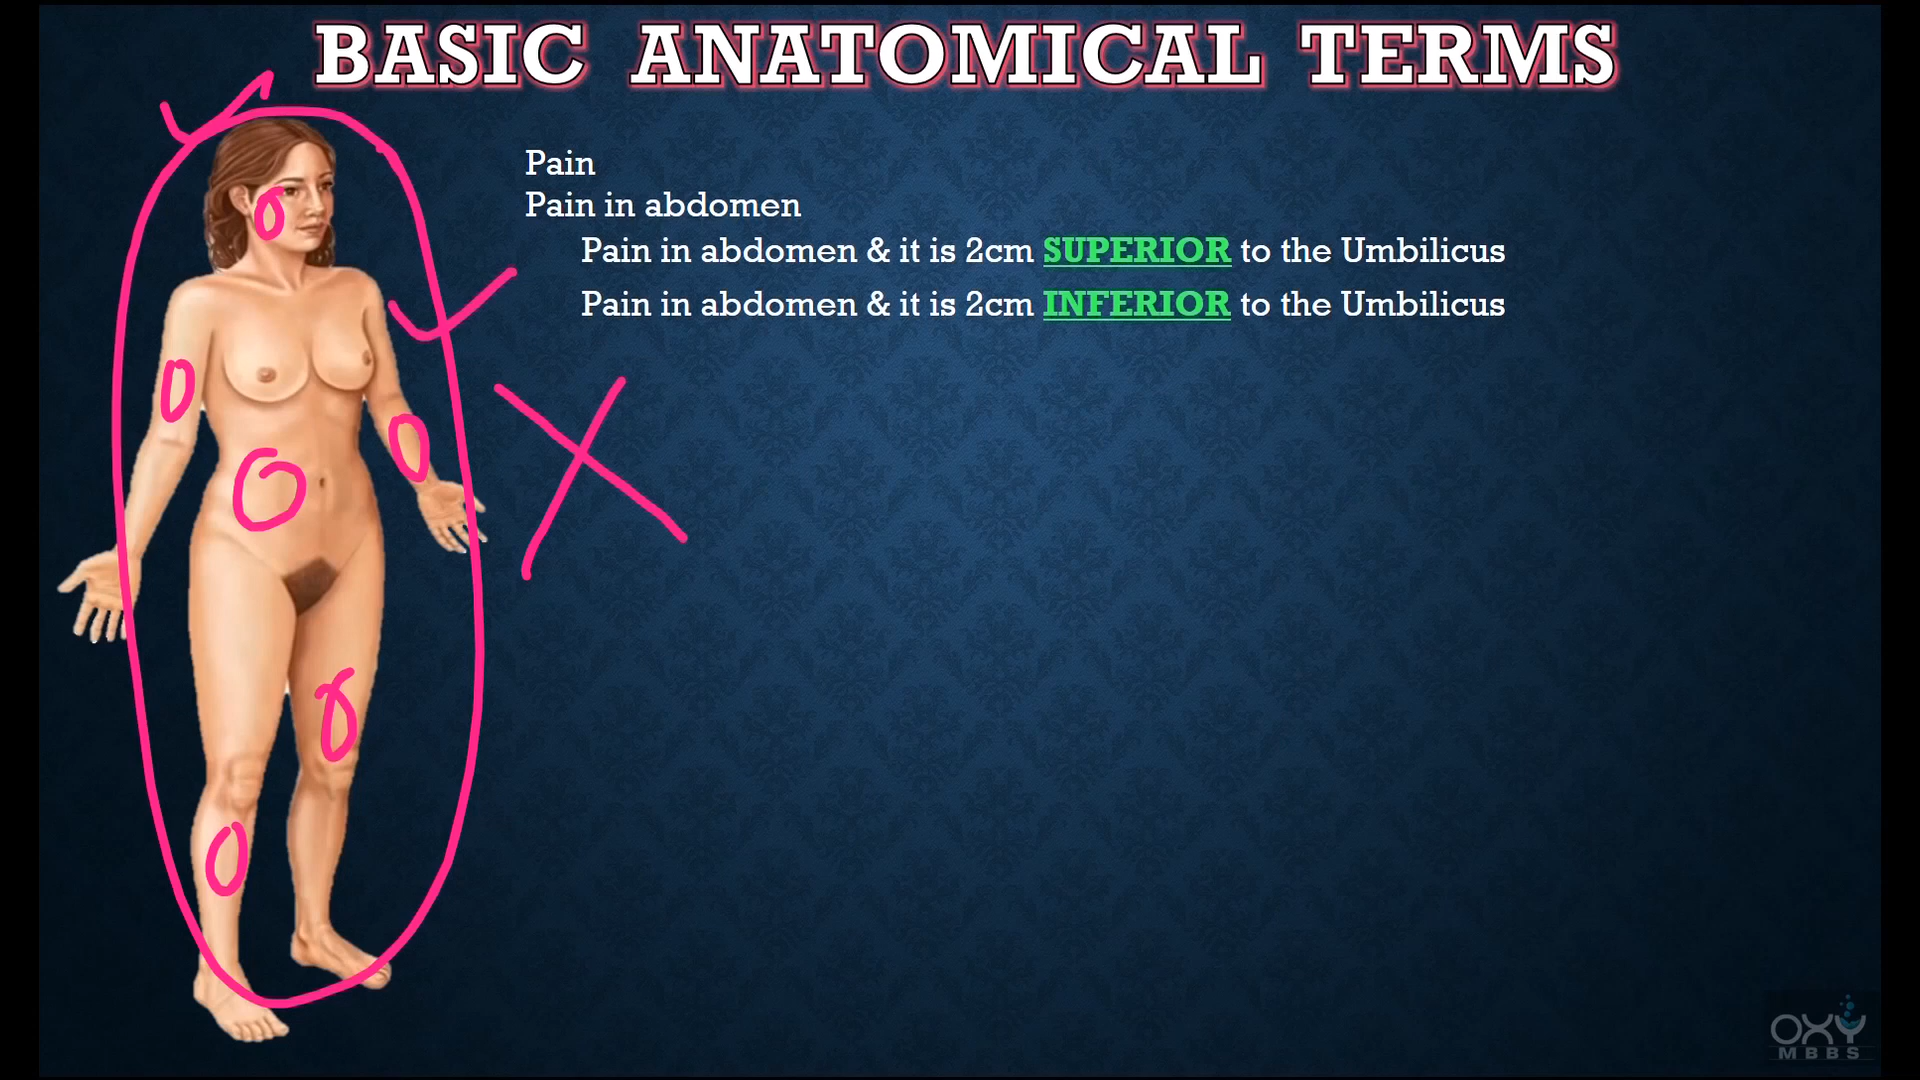 BASIC ANATOMICAL TERMS
Pain
Pain in abdomen
Pain in abdomen & it is 2cm SUPERIOR to the Umbilicus
Pain in abdomen & it is 2cm INFERIOR to the Umbilicus
OXY
MBBS